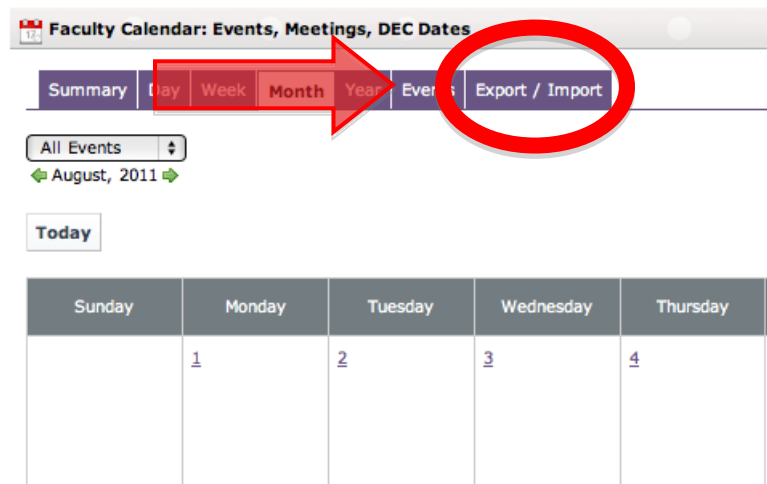 Faculty Calendar: Events, Meetings, DEC Dates
Summary Day Week Month Year Events Export / Import
All Events
August, 2011
Today
Sunday Monday Tuesday Wednesday Thursday
1 2 3 4